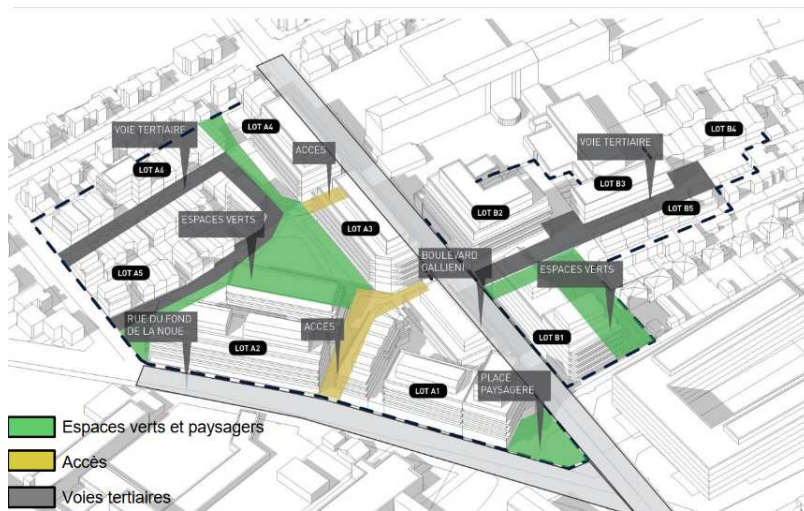 VOIE TERTIAIRE
LOT A4
LOT B4
ACCÈS
VOIE TERTIAIRE
LOT A6
LOT B3
ESPACES VERTS
LOT B2
LOT B5
LOT A3
BOULEVARD
GALLIENI
ESPACES VERTS
LOT A5
RUE DU FOND
DE LA NOUE
ACCÈS
LOT B1
LOT A2
PLACE
PAYSAGERE
LOT A1
Espaces verts et paysagers
Accès
Voies tertiaires